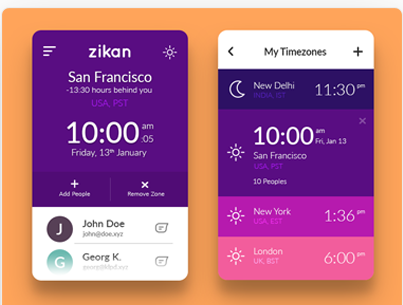 zikan
San Francisco
-13:30 hours behind you
USA, PST
10:00 am :05
Friday, 13th January
+
Add People
x
Remove Zone
J
John Doe
john@doe.xyz
G
Georg K.
georg@kpd.xyz
My Timezones
+
New Delhi
INDIA, IST
11:30 pm
x
10:00 am
Fri, Jan 13
San Francisco
USA, PST
10 Peoples
New York
USA, EST
1:36 pm
London
UK, BST
6:00 pm